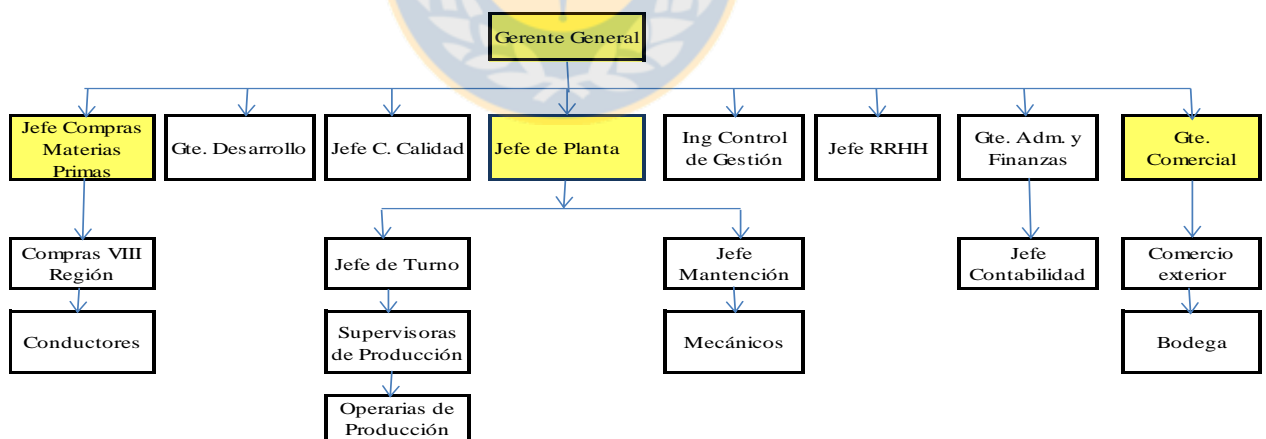 Gerente General
Jefe Compras
Materias
Primas
Gte. Desarrollo
Jefe C. Calidad
Jefe de Planta
Ing Control
de Gestión
Jefe RRHH
Gte. Adm. y
Finanzas
Gte.
Comercial
Compras VIII
Región
Jefe de Turno
Jefe
Mantención
Jefe
Contabilidad
Comercio
exterior
Conductores
Supervisoras
de Producción
Mecánicos
Bodega
Operarias de
Producción